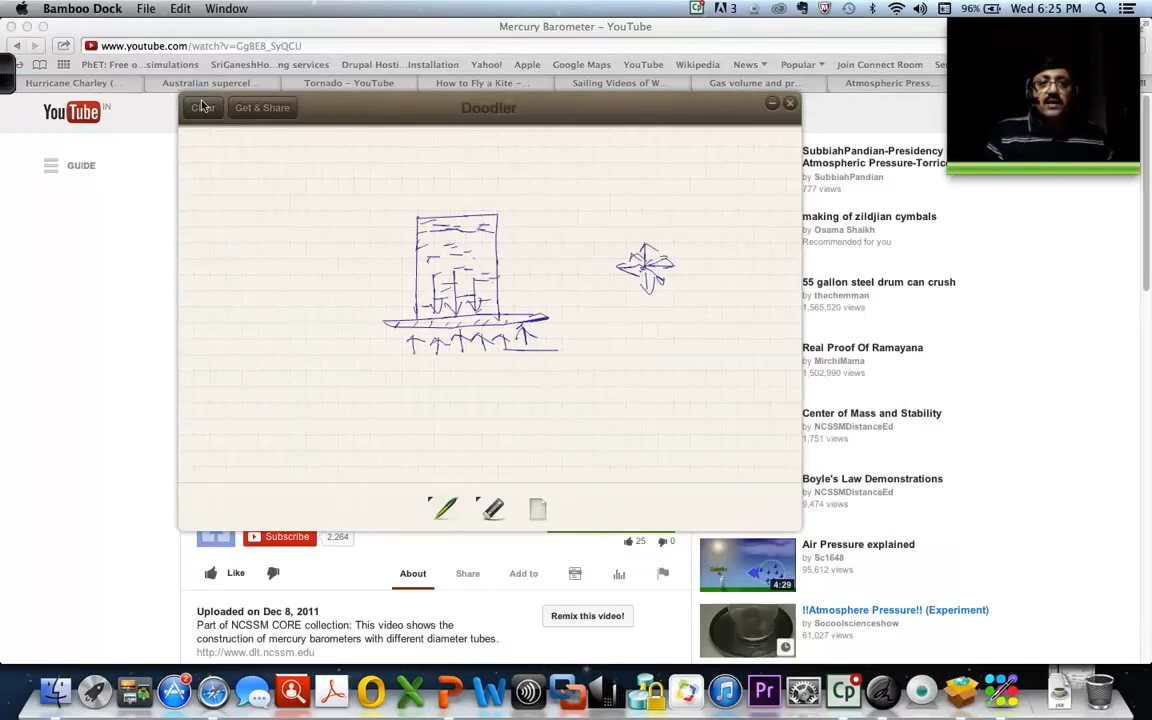 Bamboo Dock File Edit Window
3 96% Wed 6:25 PM
Mercury Barometer – YouTube
www.youtube.com/watch?v=Gg8E8_SyQCU
PhET: Free o...simulations SriGaneshHo...ng services Drupal Hosti...Installation Yahoo! Apple Google Maps YouTube Wikipedia News Popular Join Connect Room
Hurricane Charley (... Australian supercel... Tornado – YouTube How to Fly a Kite –... Sailing Videos of W... Gas volume and pr... Atmospheric Press...
YouTube IN
GUIDE
Clear Get & Share Doodler
SubbiahPandian-Presidency
Atmospheric Pressure-Torric
by SubbiahPandian
777 views
making of zildjian cymbals
by Osama Shaikh
Recommended for you
55 gallon steel drum can crush
by thachemman
1,565,520 views
Real Proof Of Ramayana
by MirchiMama
1,502,990 views
Center of Mass and Stability
by NCSSMDistanceEd
1,751 views
Boyle's Law Demonstrations
by NCSSMDistanceEd
9,474 views
Air Pressure explained
by Sc1648
95,612 views
4:29
!!Atmosphere Pressure!! (Experiment)
by Socoolscienceshow
61,027 views
Subscribe 2,264
25 0
Like About Share Add to
Uploaded on Dec 8, 2011
Part of NCSSM CORE collection: This video shows the
construction of mercury barometers with different diameter tubes.
http://www.dlt.ncssm.edu
Remix this video!
7
Pr
Cp